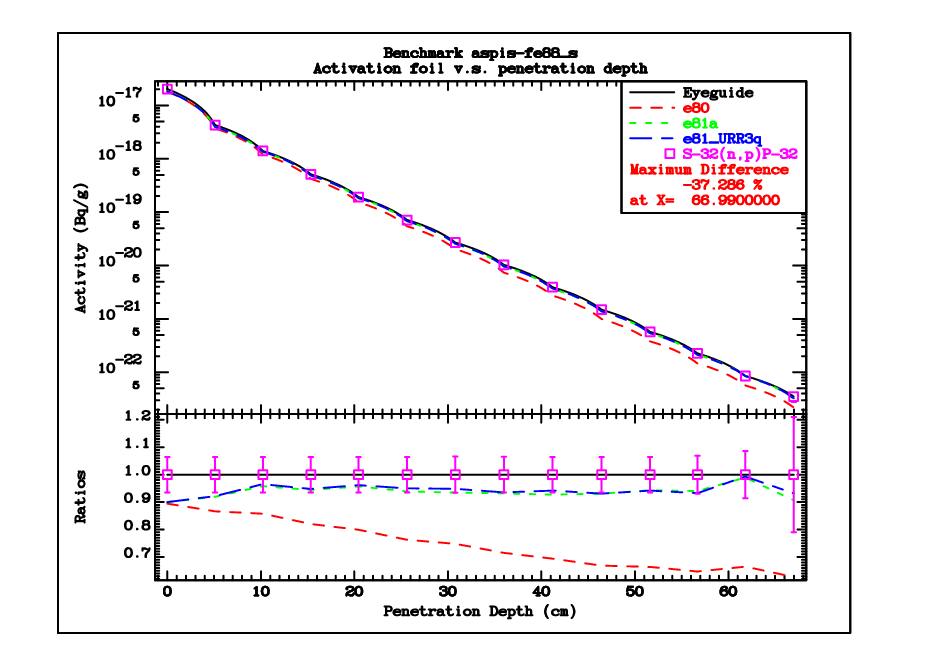 Benchmark aspis-fe88_s
Activation foil v.s. penetration depth
Eyeguide
e80
e81a
e81_URR3q
S-32(n,p)P-32
Maximum Difference
-37.286 %
at X= 66.9900000
10-17
5
10-18
5
10-19
5
10-20
5
10-21
5
10-22
5
Activity (Bq/g)
1.2
1.1
1.0
0.9
0.8
0.7
Ratios
0 10 20 30 40 50 60
Penetration Depth (cm)